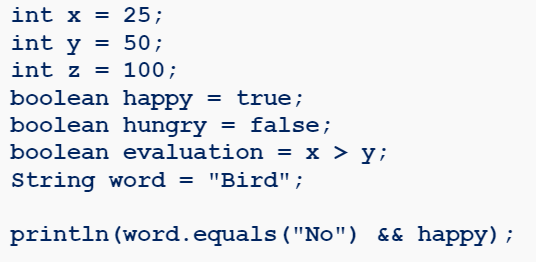 int x = 25;
int y = 50;
int z = 100;
boolean happy = true;
boolean hungry = false;
boolean evaluation = x > y;
String word = "Bird";
println(word.equals("No") && happy);